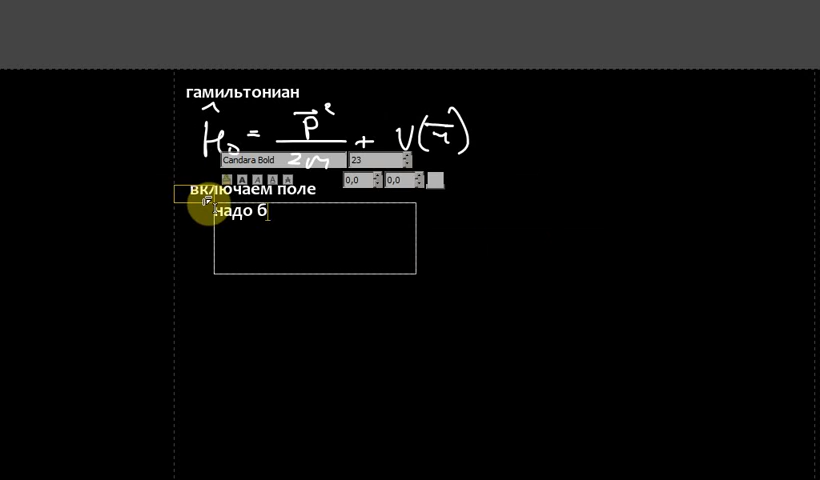 гамильтониан
Ĥ₀ = p⃗² / 2m + V(r⃗̂)
Candara Bold 23
0,0 0,0
включаем поле
надо б